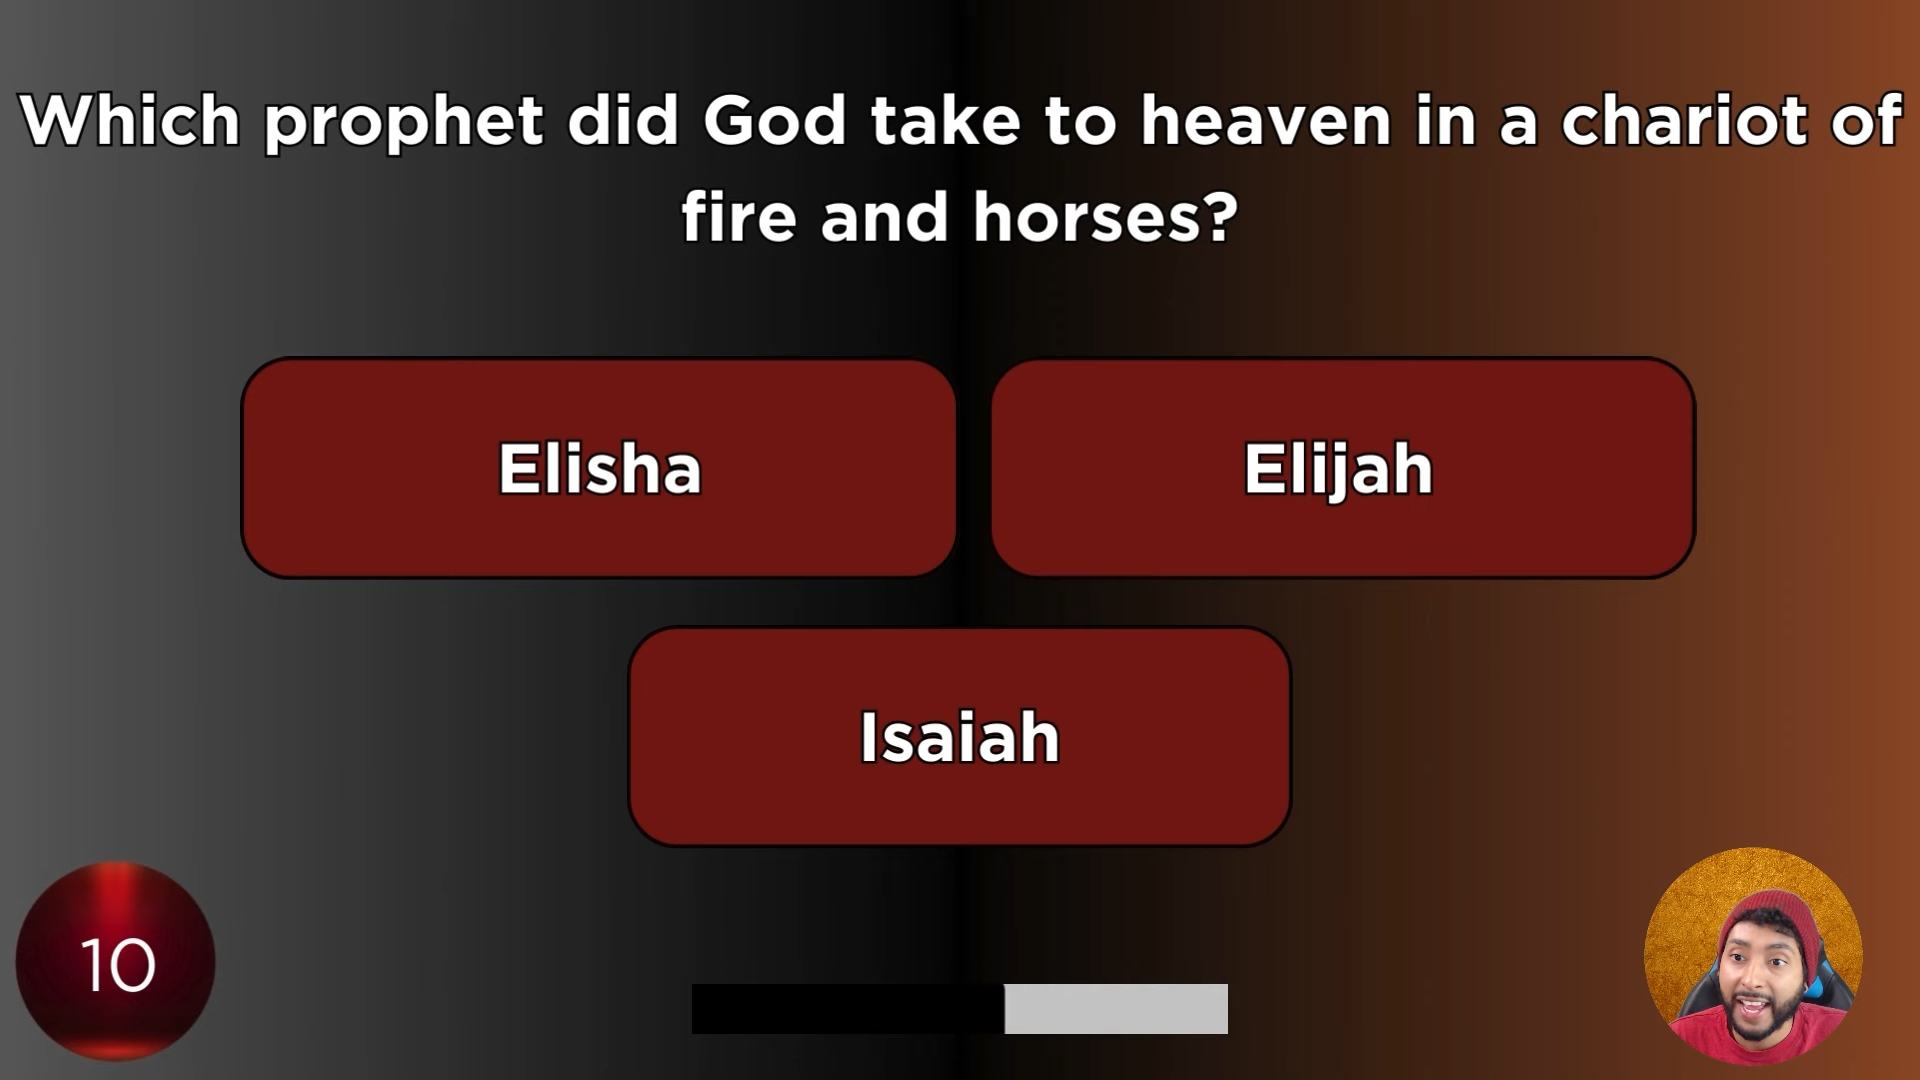 Which prophet did God take to heaven in a chariot of
fire and horses?
Elisha
Elijah
Isaiah
10